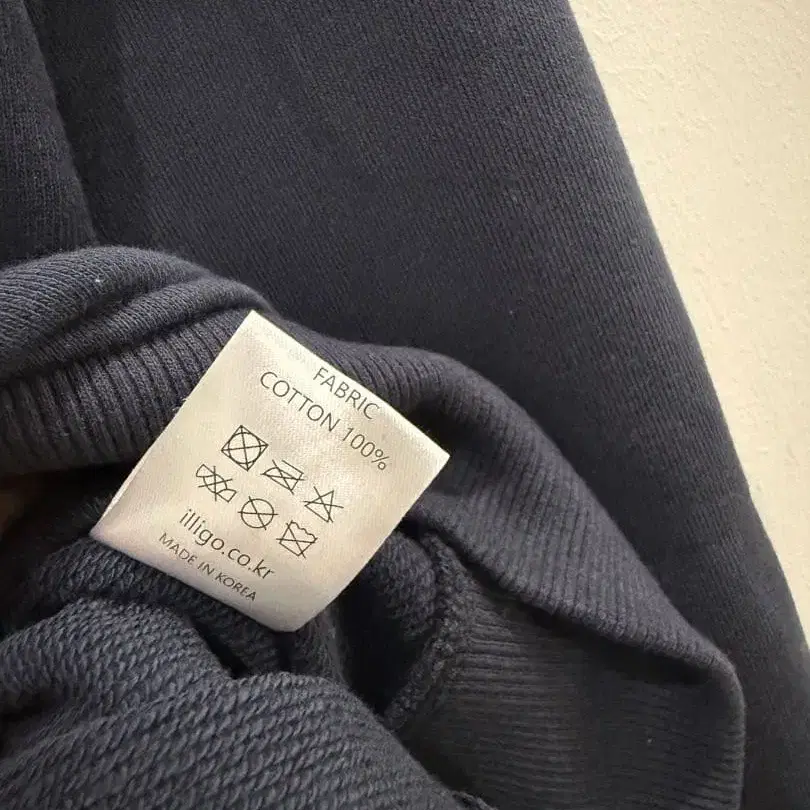 FABRIC
COTTON 100%
illigo.co.kr
MADE IN KOREA